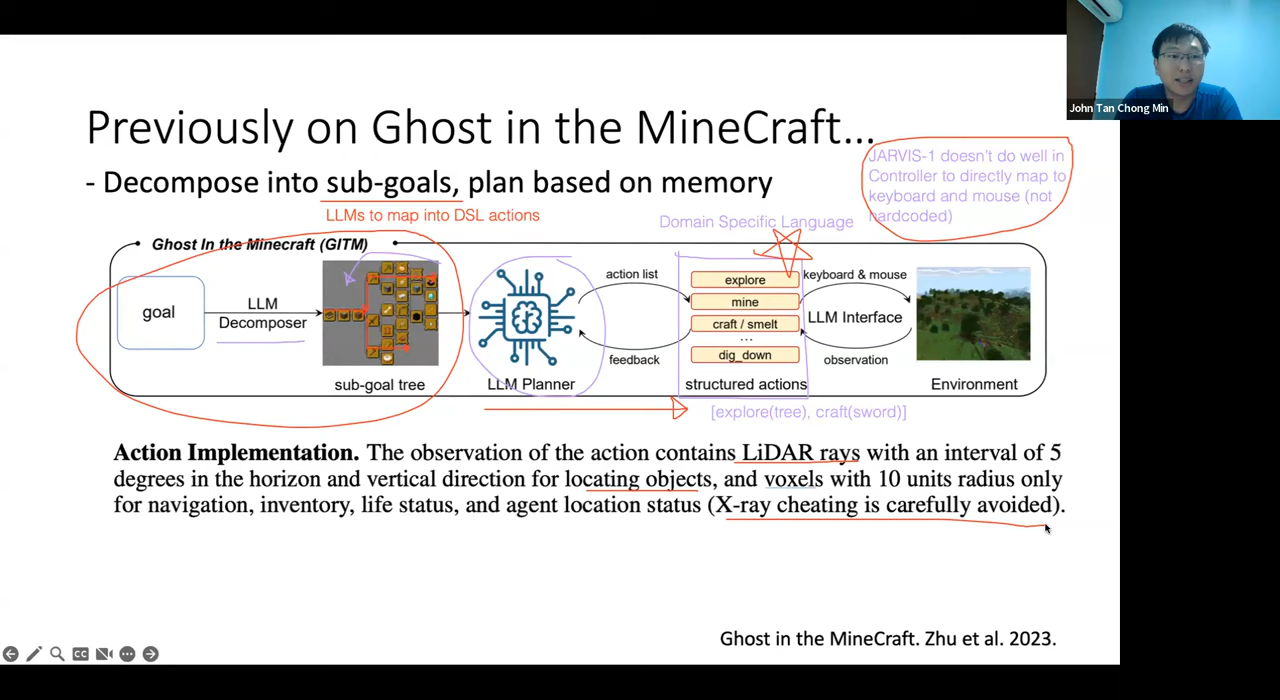 John Tan Chong Min
Previously on Ghost in the MineCraft...
- Decompose into sub-goals, plan based on memory
JARVIS-1 doesn't do well in
Controller to directly map to
keyboard and mouse (not
hardcoded)
LLMs to map into DSL actions
Domain Specific Language
Ghost In the Minecraft (GITM)
goal
LLM
Decomposer
sub-goal tree
LLM Planner
action list
feedback
explore
mine
craft / smelt
...
dig_down
structured actions
keyboard & mouse
LLM Interface
observation
Environment
[explore(tree), craft(sword)]
Action Implementation. The observation of the action contains LiDAR rays with an interval of 5
degrees in the horizon and vertical direction for locating objects, and voxels with 10 units radius only
for navigation, inventory, life status, and agent location status (X-ray cheating is carefully avoided).
Ghost in the MineCraft. Zhu et al. 2023.
CC